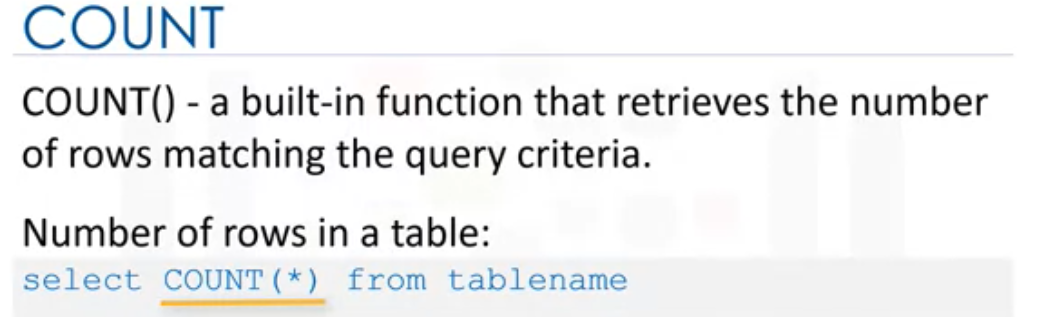 COUNT
COUNT() - a built-in function that retrieves the number
of rows matching the query criteria.
Number of rows in a table:
select COUNT(*) from tablename